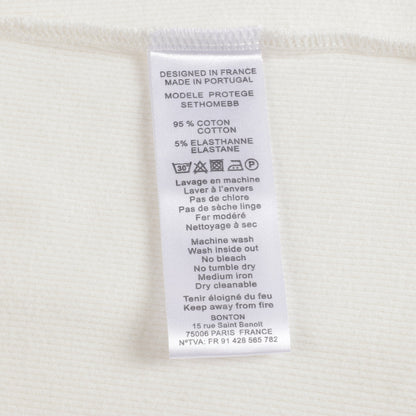 DESIGNED IN FRANCE
MADE IN PORTUGAL
MODELE PROTEGE
SETHOMEBB
95 % COTON
COTTON
5% ELASTHANNE
ELASTANE
30°
P
Lavage en machine
Laver à l'envers
Pas de chlore
Pas de sèche linge
Fer modéré
Nettoyage à sec
Machine wash
Wash inside out
No bleach
No tumble dry
Medium iron
Dry cleanable
Tenir éloigné du feu
Keep away from fire
BONTON
15 rue Saint Benoît
75006 PARIS FRANCE
N°TVA: FR 91 428 565 782